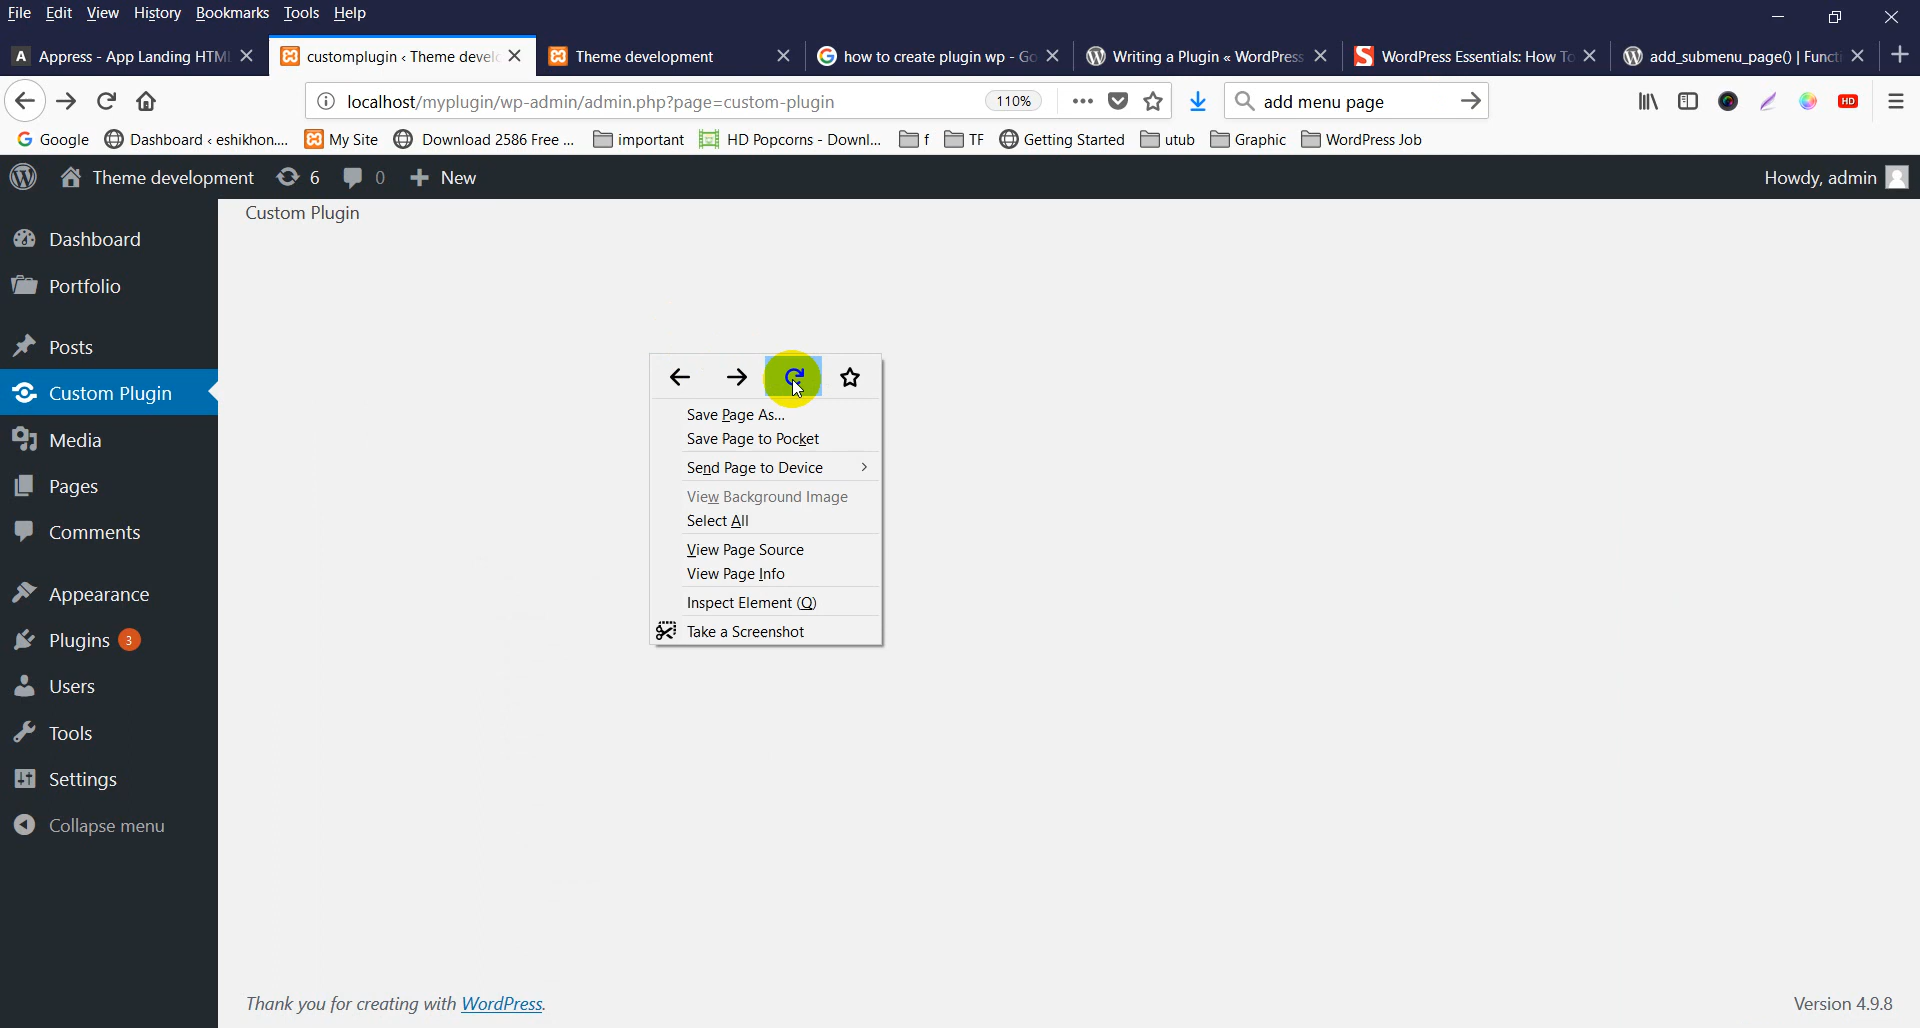 File Edit View History Bookmarks Tools Help
Appress - App Landing HTML
customplugin ‹ Theme devel
Theme development
how to create plugin wp - Go
Writing a Plugin « WordPress
WordPress Essentials: How To
add_submenu_page() | Functi
localhost/myplugin/wp-admin/admin.php?page=custom-plugin
110%
add menu page
HD
Google
Dashboard ‹ eshikhon....
My Site
Download 2586 Free ...
important
HD Popcorns - Downl...
f
TF
Getting Started
utub
Graphic
WordPress Job
Theme development
6
0
New
Howdy, admin
Custom Plugin
Dashboard
Portfolio
Posts
Custom Plugin
Media
Pages
Comments
Appearance
Plugins 3
Users
Tools
Settings
Collapse menu
Save Page As...
Save Page to Pocket
Send Page to Device
View Background Image
Select All
View Page Source
View Page Info
Inspect Element (Q)
Take a Screenshot
Thank you for creating with WordPress.
Version 4.9.8